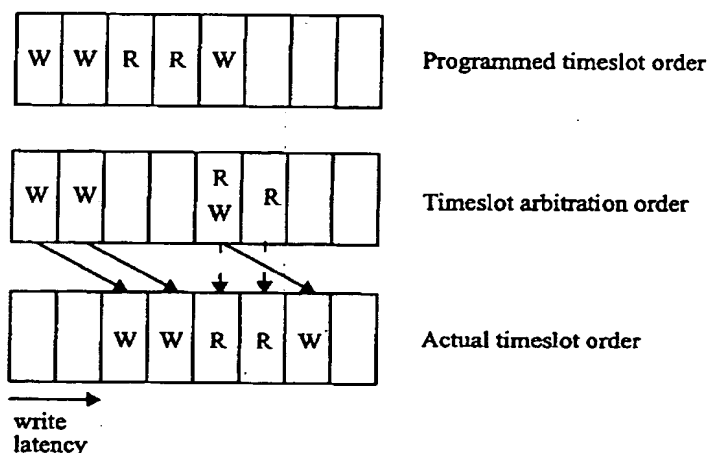 W W R R W Programmed timeslot order
R
W W R
W Timeslot arbitration order
W W R R W Actual timeslot order
write
latency